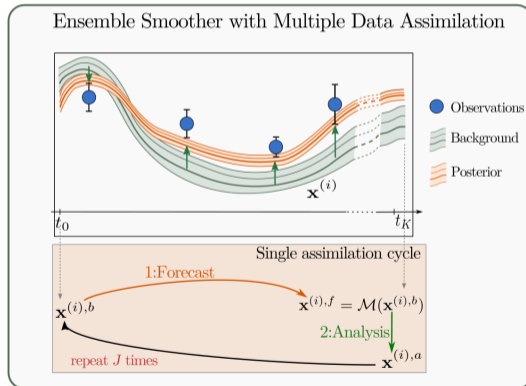 Ensemble Smoother with Multiple Data Assimilation
Observations
Background
Posterior
x^{(i)}
t_0
t_K
Single assimilation cycle
1:Forecast
x^{(i),b}
x^{(i),f} = ℳ(x^{(i),b})
2:Analysis
x^{(i),a}
repeat J times